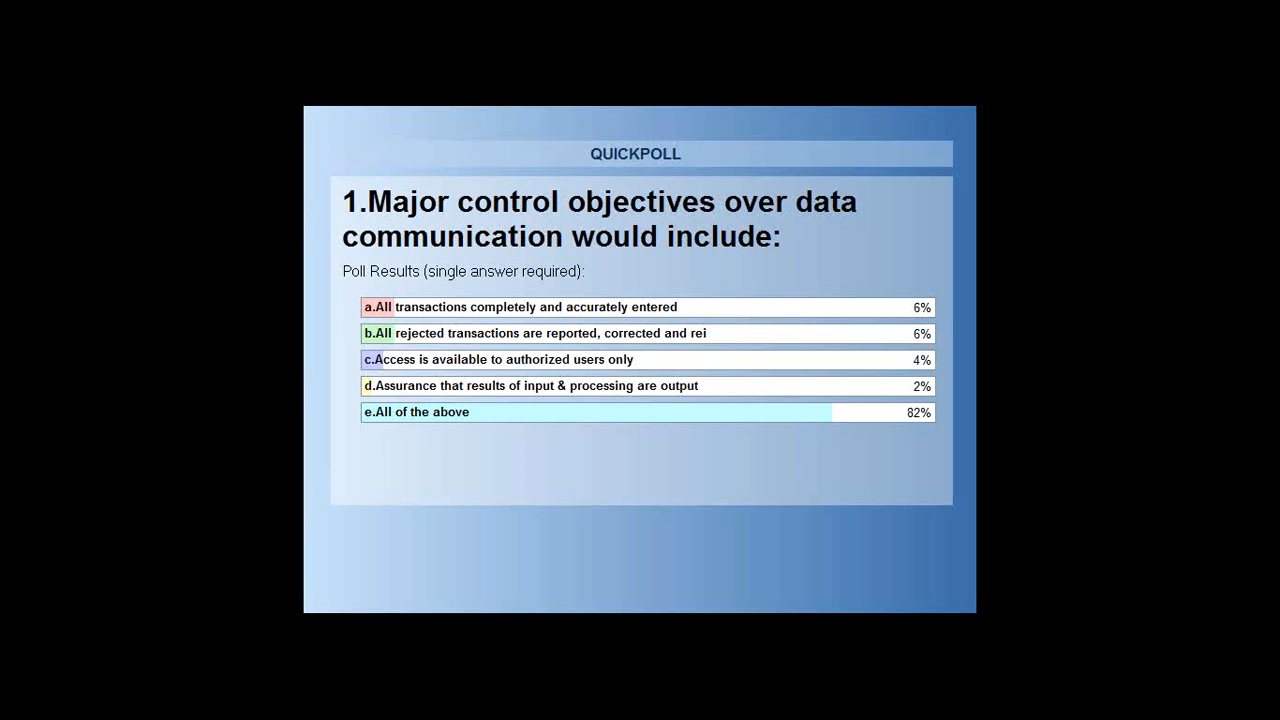 QUICKPOLL
1.Major control objectives over data
communication would include:
Poll Results (single answer required):
a.All transactions completely and accurately entered 6%
b.All rejected transactions are reported, corrected and rei 6%
c.Access is available to authorized users only 4%
d.Assurance that results of input & processing are output 2%
e.All of the above 82%